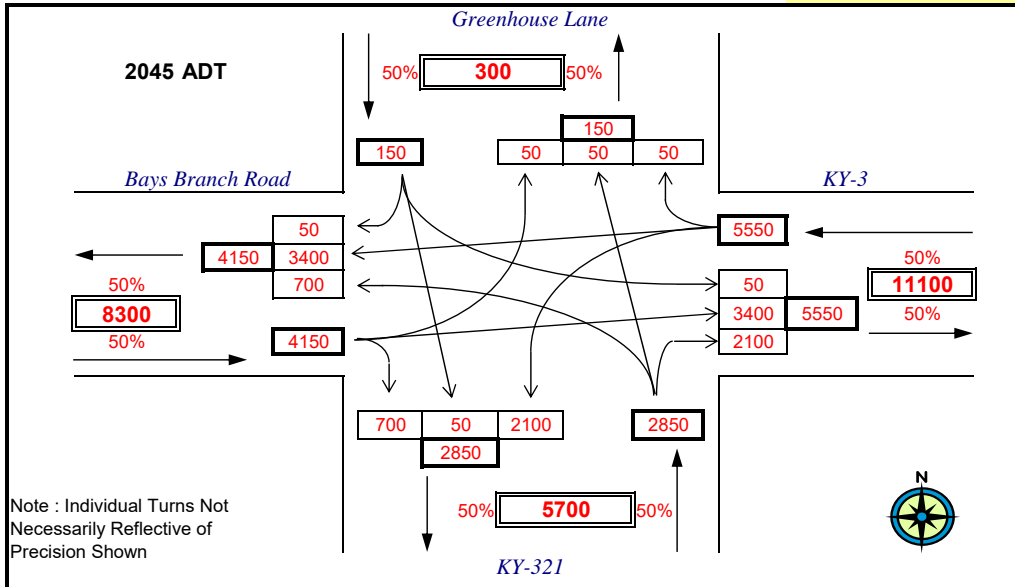 Greenhouse Lane
2045 ADT
50% 300 50%
150
150
50 50 50
Bays Branch Road
KY-3
50
5550
4150 3400
50%
50%
700
50
11100
8300
3400 5550
50%
50%
4150
2100
700 50 2100
2850
2850
N
Note : Individual Turns Not
Necessarily Reflective of
Precision Shown
50% 5700 50%
KY-321